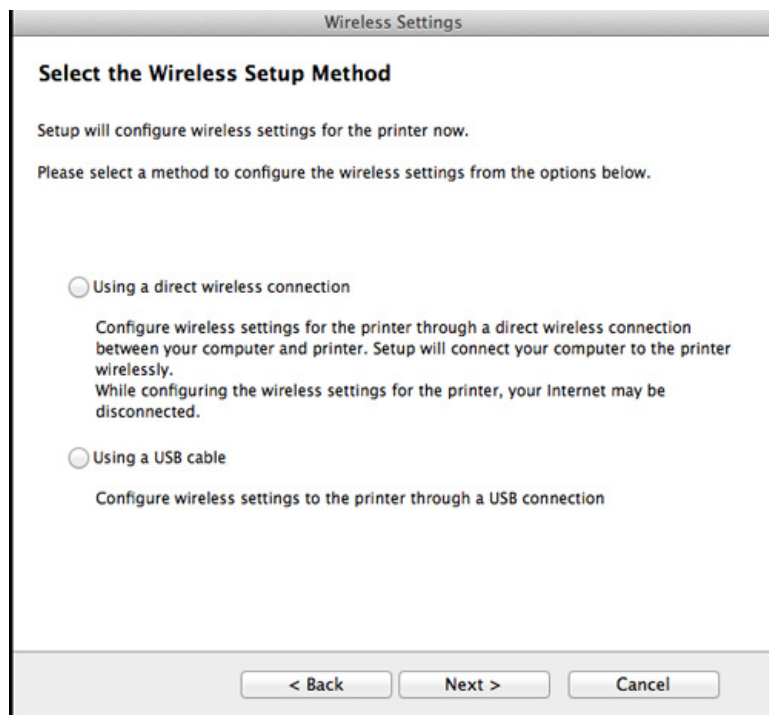 Wireless Settings
Select the Wireless Setup Method
Setup will configure wireless settings for the printer now.
Please select a method to configure the wireless settings from the options below.
Using a direct wireless connection
Configure wireless settings for the printer through a direct wireless connection
between your computer and printer. Setup will connect your computer to the printer
wirelessly.
While configuring the wireless settings for the printer, your Internet may be
disconnected.
Using a USB cable
Configure wireless settings to the printer through a USB connection
< Back
Next >
Cancel